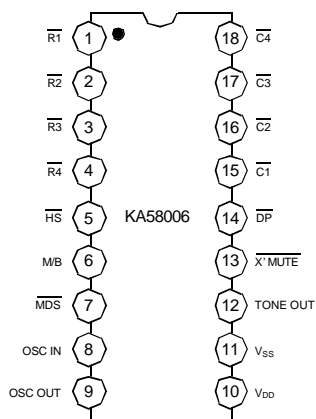 R1 1 18 C4
R2 2 17 C3
R3 3 16 C2
R4 4 15 C1
HS 5 KA58006 14 DP
M/B 6 13 X' MUTE
MDS 7 12 TONE OUT
OSC IN 8 11 VSS
OSC OUT 9 10 VDD